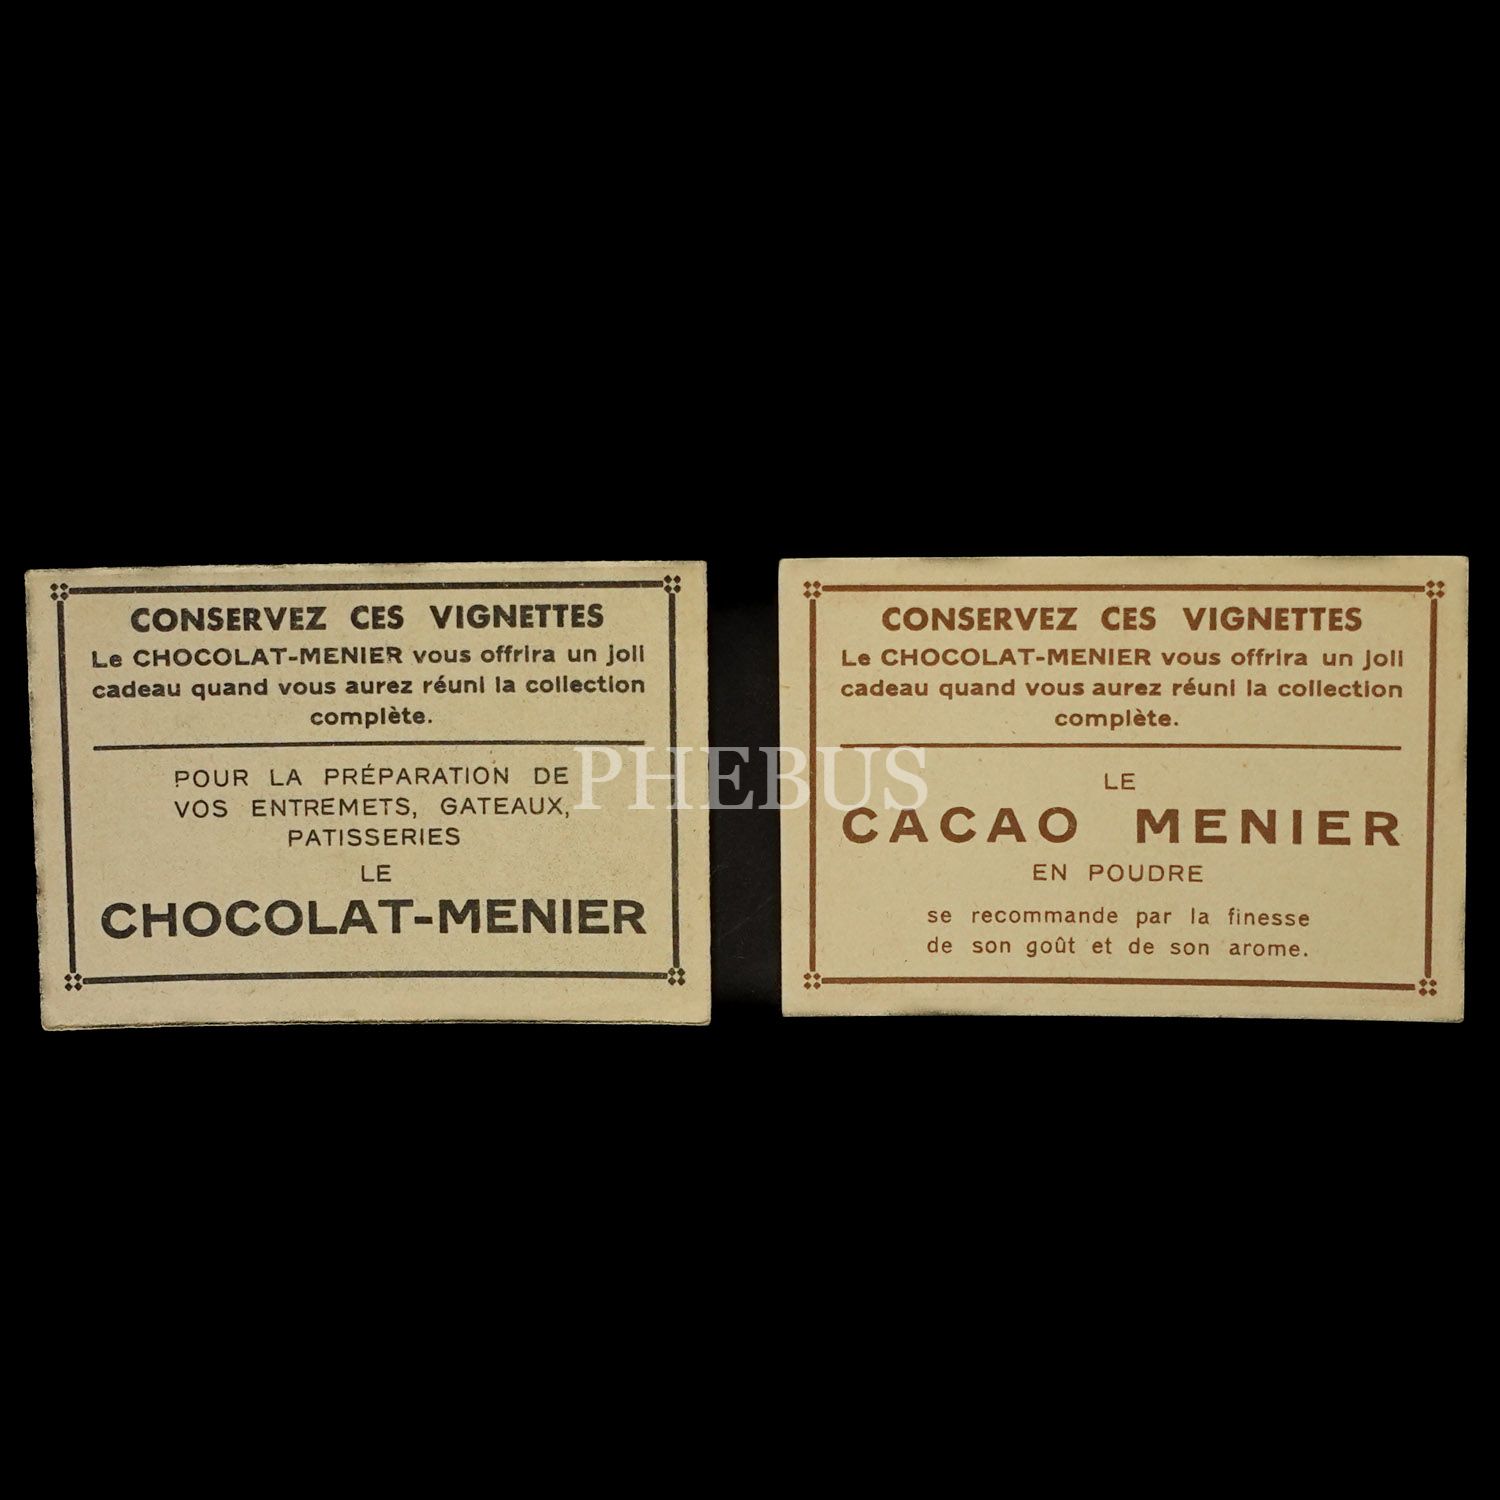 CONSERVEZ CES VIGNETTES
Le CHOCOLAT-MENIER vous offrira un joli
cadeau quand vous aurez réuni la collection
complète.
POUR LA PRÉPARATION DE
VOS ENTREMETS, GATEAUX,
PATISSERIES
LE
CHOCOLAT-MENIER
PHEBUS
CONSERVEZ CES VIGNETTES
Le CHOCOLAT-MENIER vous offrira un joli
cadeau quand vous aurez réuni la collection
complète.
LE
CACAO MENIER
EN POUDRE
se recommande par la finesse
de son goût et de son arome.